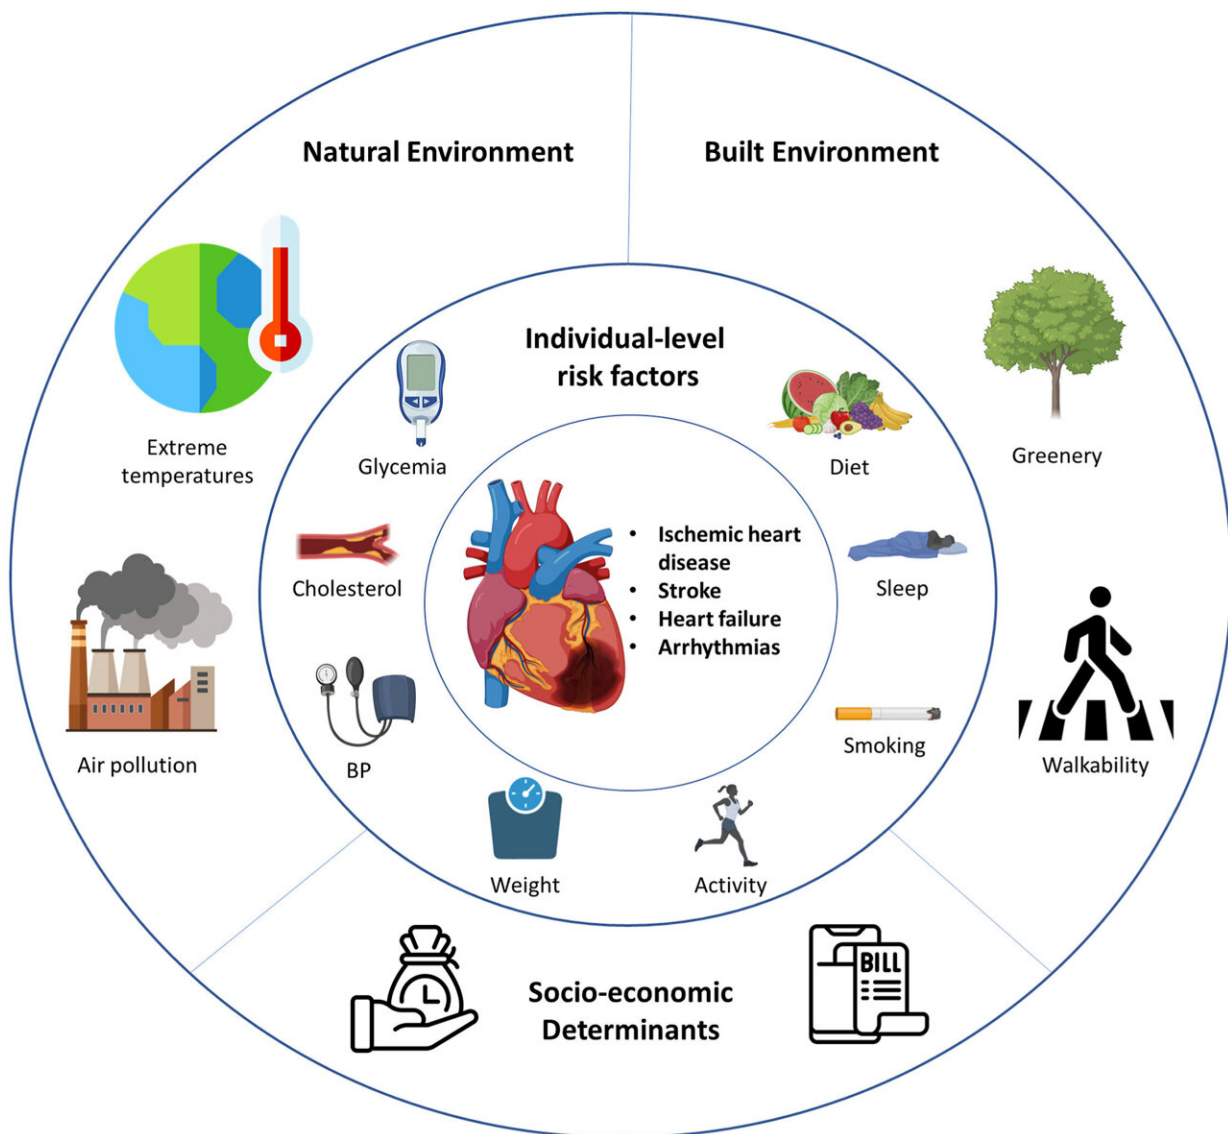 Natural Environment
Built Environment
Extreme
temperatures
Air pollution
Greenery
Walkability
Individual-level
risk factors
Glycemia
Cholesterol
BP
Weight
Activity
Diet
Sleep
Smoking
• Ischemic heart
disease
• Stroke
• Heart failure
• Arrhythmias
Socio-economic
Determinants
BILL